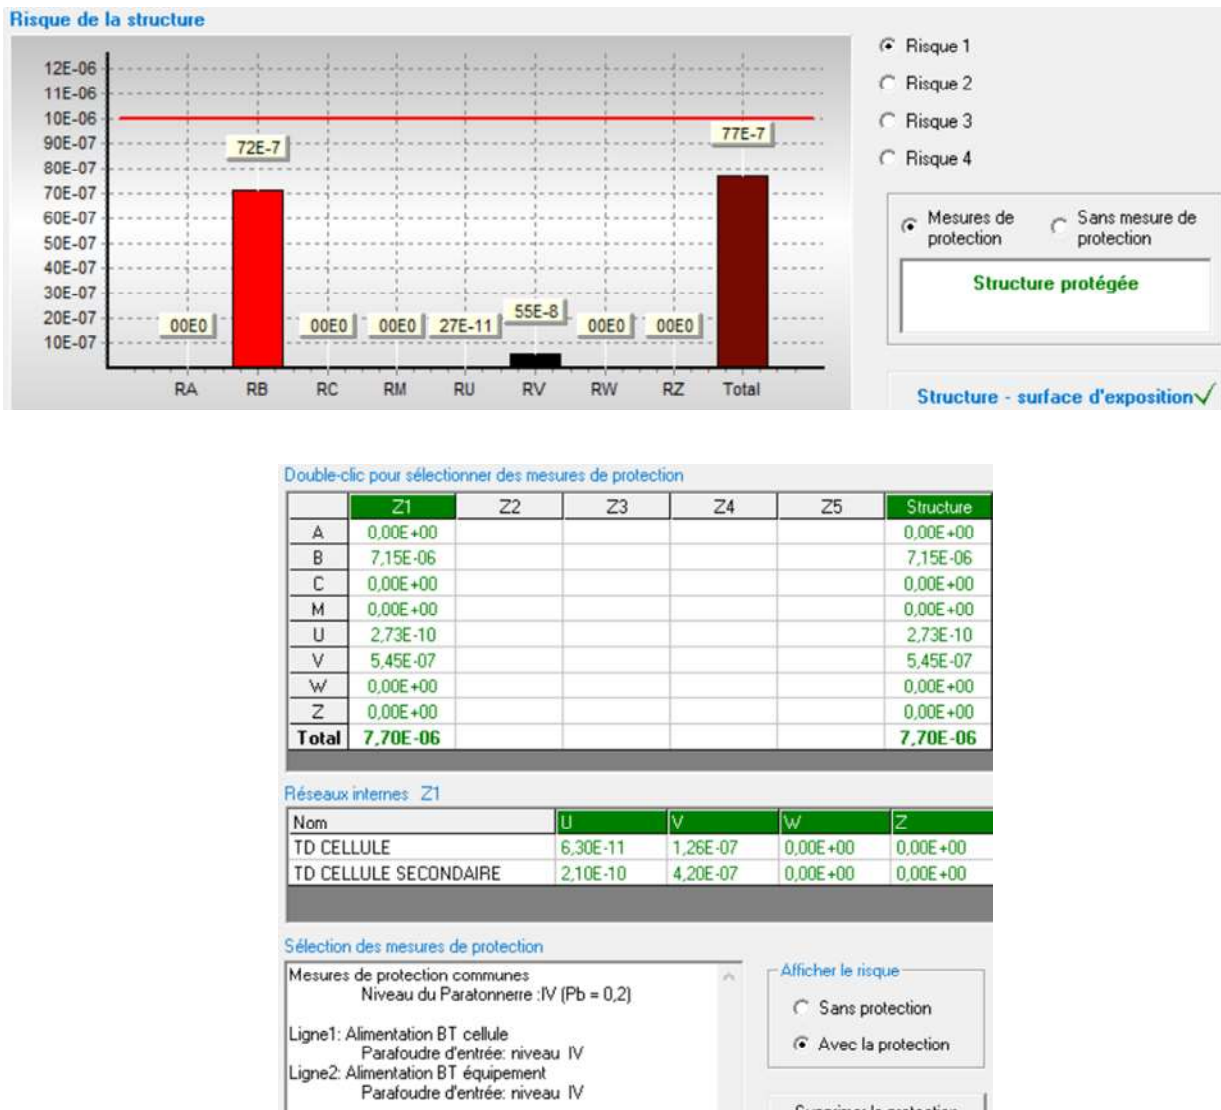 Risque de la structure
12E-06
11E-06
10E-06
90E-07
80E-07
70E-07
60E-07
50E-07
40E-07
30E-07
20E-07
10E-07
00E0
72E-7
00E0
00E0
27E-11
55E-8
00E0
00E0
77E-7
RA RB RC RM RU RV RW RZ Total
Risque 1
Risque 2
Risque 3
Risque 4
Mesures de protection
Sans mesure de protection
Structure protégée
Structure - surface d'exposition
Double-clic pour sélectionner des mesures de protection
Z1 Z2 Z3 Z4 Z5 Structure
A 0,00E+00 0,00E+00
B 7,15E-06 7,15E-06
C 0,00E+00 0,00E+00
M 0,00E+00 0,00E+00
U 2,73E-10 2,73E-10
V 5,45E-07 5,45E-07
W 0,00E+00 0,00E+00
Z 0,00E+00 0,00E+00
Total 7,70E-06 7,70E-06
Réseaux internes Z1
Nom U V W Z
TD CELLULE 6,30E-11 1,26E-07 0,00E+00 0,00E+00
TD CELLULE SECONDAIRE 2,10E-10 4,20E-07 0,00E+00 0,00E+00
Sélection des mesures de protection
Mesures de protection communes
Niveau du Paratonnerre :IV (Pb = 0,2)
Ligne1: Alimentation BT cellule
Parafoudre d'entrée: niveau IV
Ligne2: Alimentation BT équipement
Parafoudre d'entrée: niveau IV
Afficher le risque
Sans protection
Avec la protection
Supprimer la protection